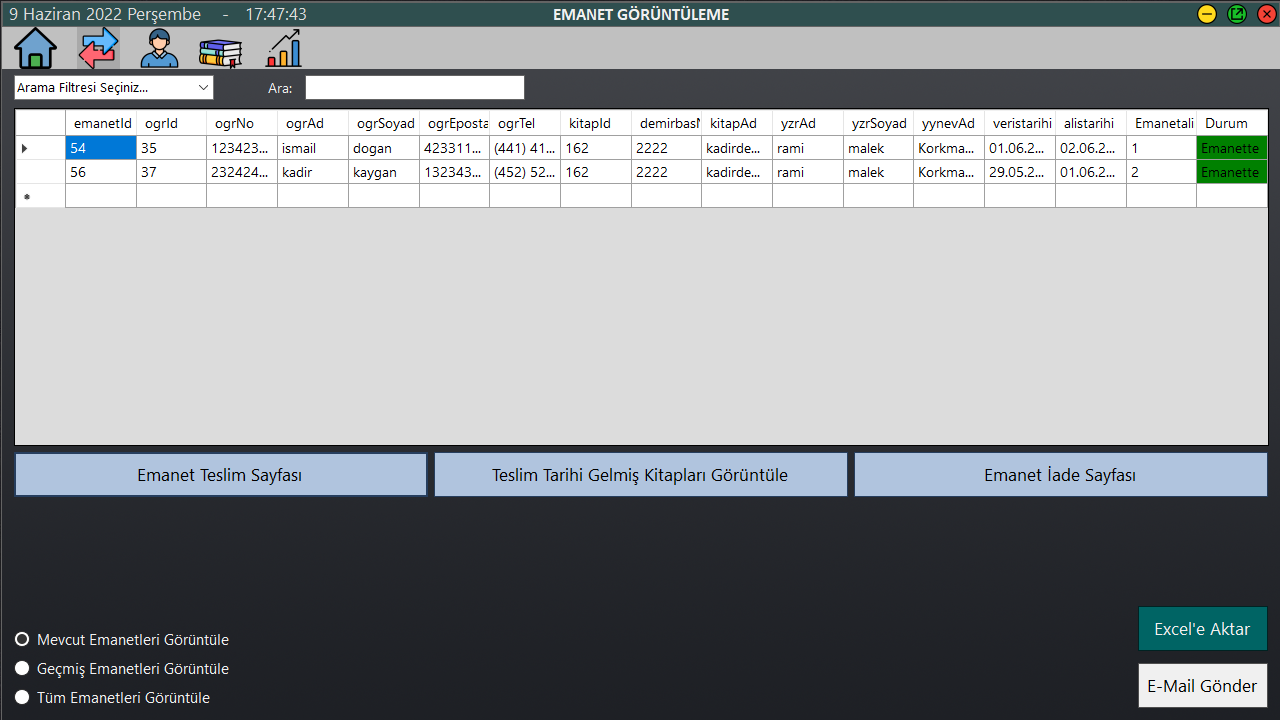 9 Haziran 2022 Perşembe - 17:47:43 EMANET GÖRÜNTÜLEME
Arama Filtresi Seçiniz... Ara:
emanetId ogrId ogrNo ogrAd ogrSoyad ogrEposta ogrTel kitapId demirbasN kitapAd yzrAd yzrSoyad yynevAd veristarihi alistarihi Emanetali Durum
54 35 123423... ismail dogan 423311... (441) 41... 162 2222 kadirde... rami malek Korkma... 01.06.2... 02.06.2... 1 Emanette
56 37 232424... kadir kaygan 132343... (452) 52... 162 2222 kadirde... rami malek Korkma... 29.05.2... 01.06.2... 2 Emanette
Emanet Teslim Sayfası Teslim Tarihi Gelmiş Kitapları Görüntüle Emanet İade Sayfası
Mevcut Emanetleri Görüntüle
Geçmiş Emanetleri Görüntüle
Tüm Emanetleri Görüntüle
Excel'e Aktar
E-Mail Gönder